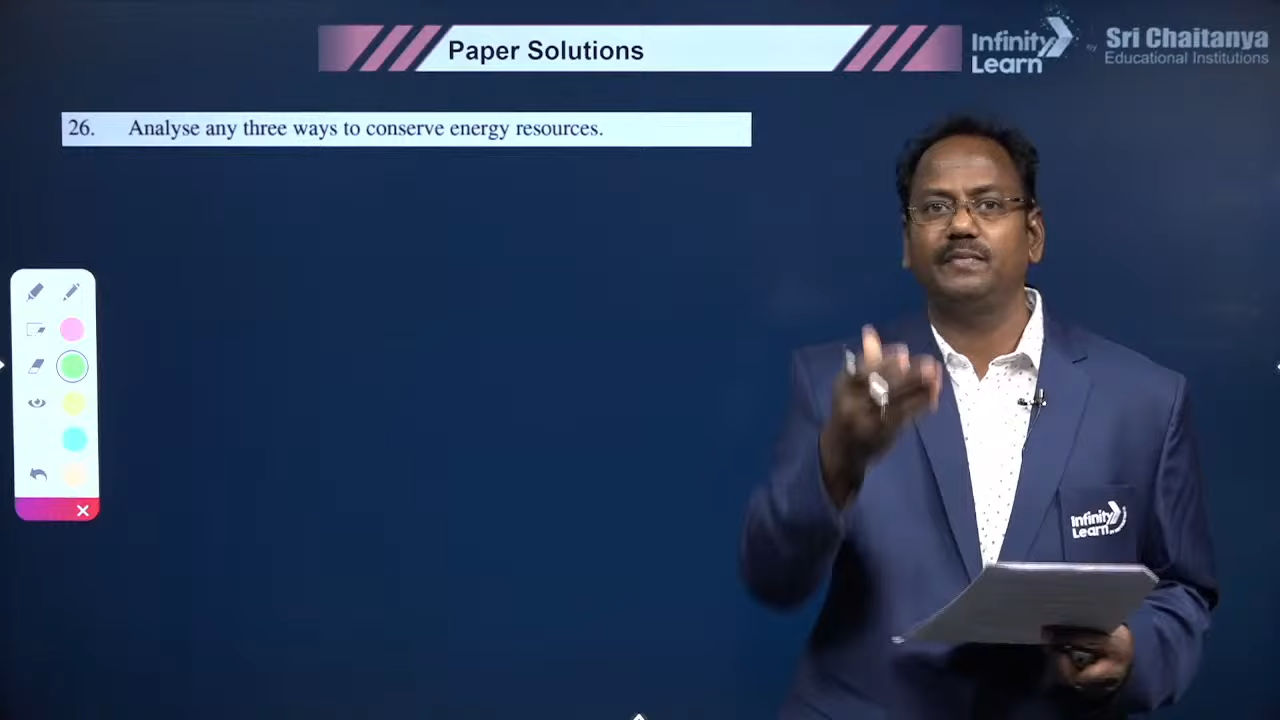 Paper Solutions
Infinity
Learn
by
Sri Chaitanya
Educational Institutions
26. Analyse any three ways to conserve energy resources.
Infinity
Learn